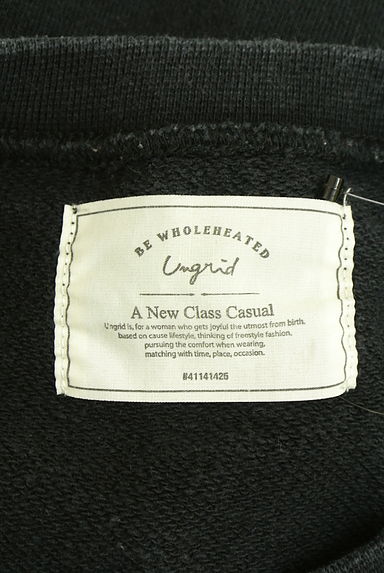 BE WHOLEHEATED
Ungrid
A New Class Casual
Ungrid is, for a woman who gets joyful the utmost from birth.
based on cause lifestyle, thinking of freestyle fashion.
pursuing the comfort when wearing,
matching with time, place, occasion.
#41141425